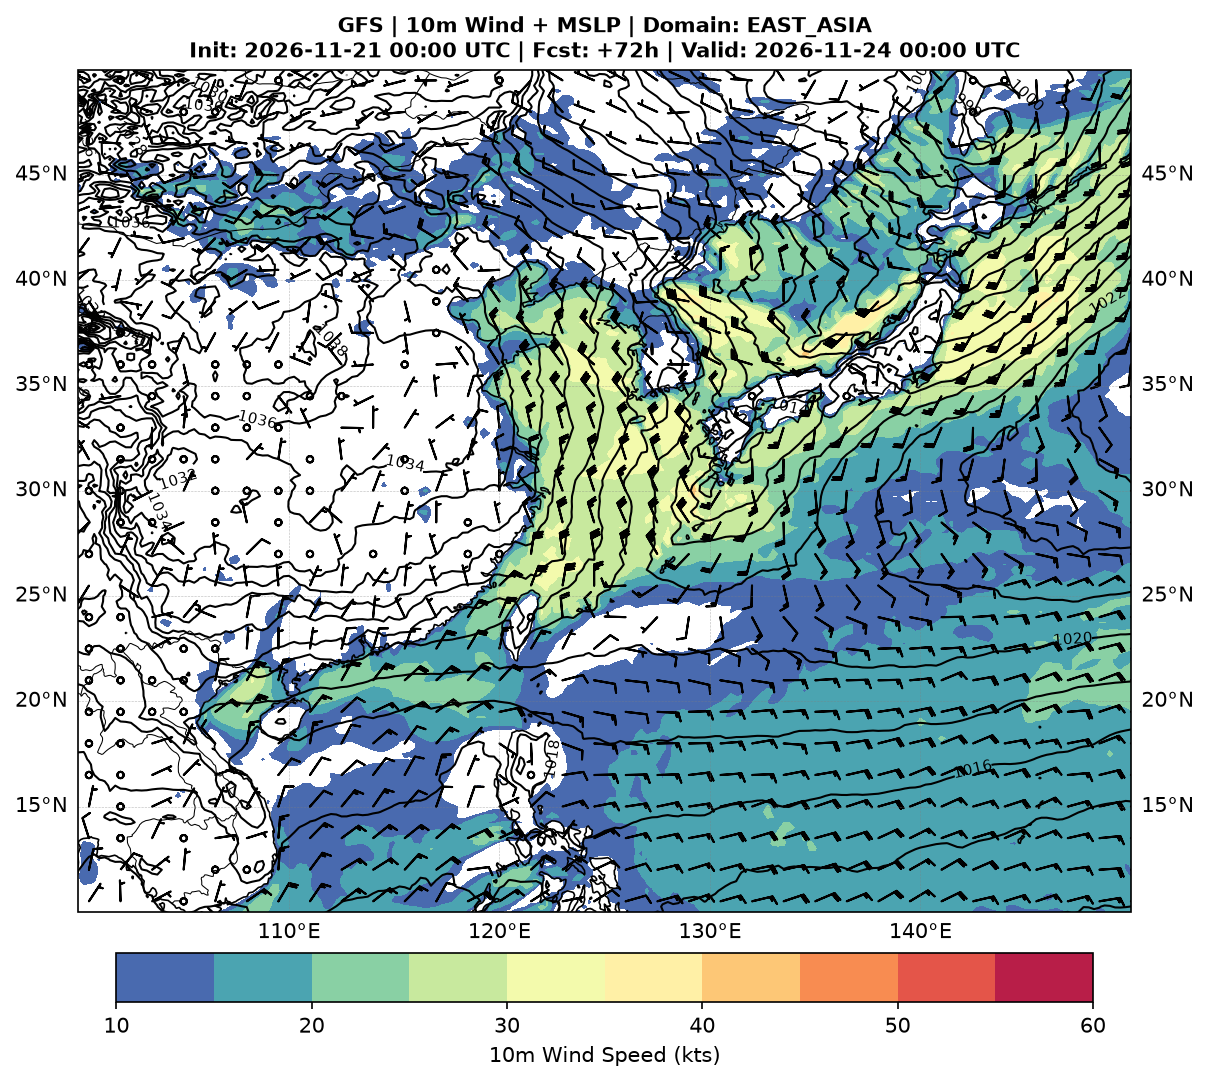 GFS | 10m Wind + MSLP | Domain: EAST_ASIA
Init: 2026-11-21 00:00 UTC | Fcst: +72h | Valid: 2026-11-24 00:00 UTC
1000
1036
45°N
45°N
1036
40°N
40°N
1022
1038
35°N
35°N
1036
1034
1032
30°N
30°N
1034
25°N
25°N
1020
20°N
20°N
1018
1016
15°N
15°N
110°E
120°E
130°E
140°E
10
20
30
40
50
60
10m Wind Speed (kts)